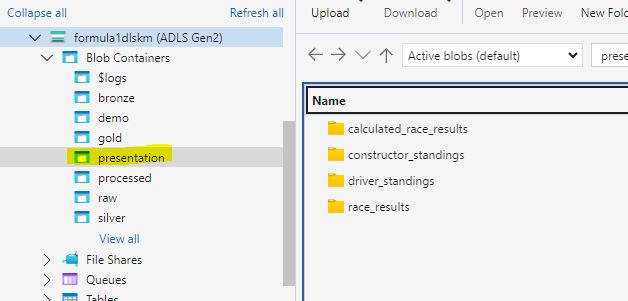 Collapse all
Refresh all
formula1dlskm (ADLS Gen2)
Blob Containers
$logs
bronze
demo
gold
presentation
processed
raw
silver
View all
File Shares
Queues
Tables
Upload
Download
Open
Preview
New Fold
Active blobs (default)
prese
Name
calculated_race_results
constructor_standings
driver_standings
race_results